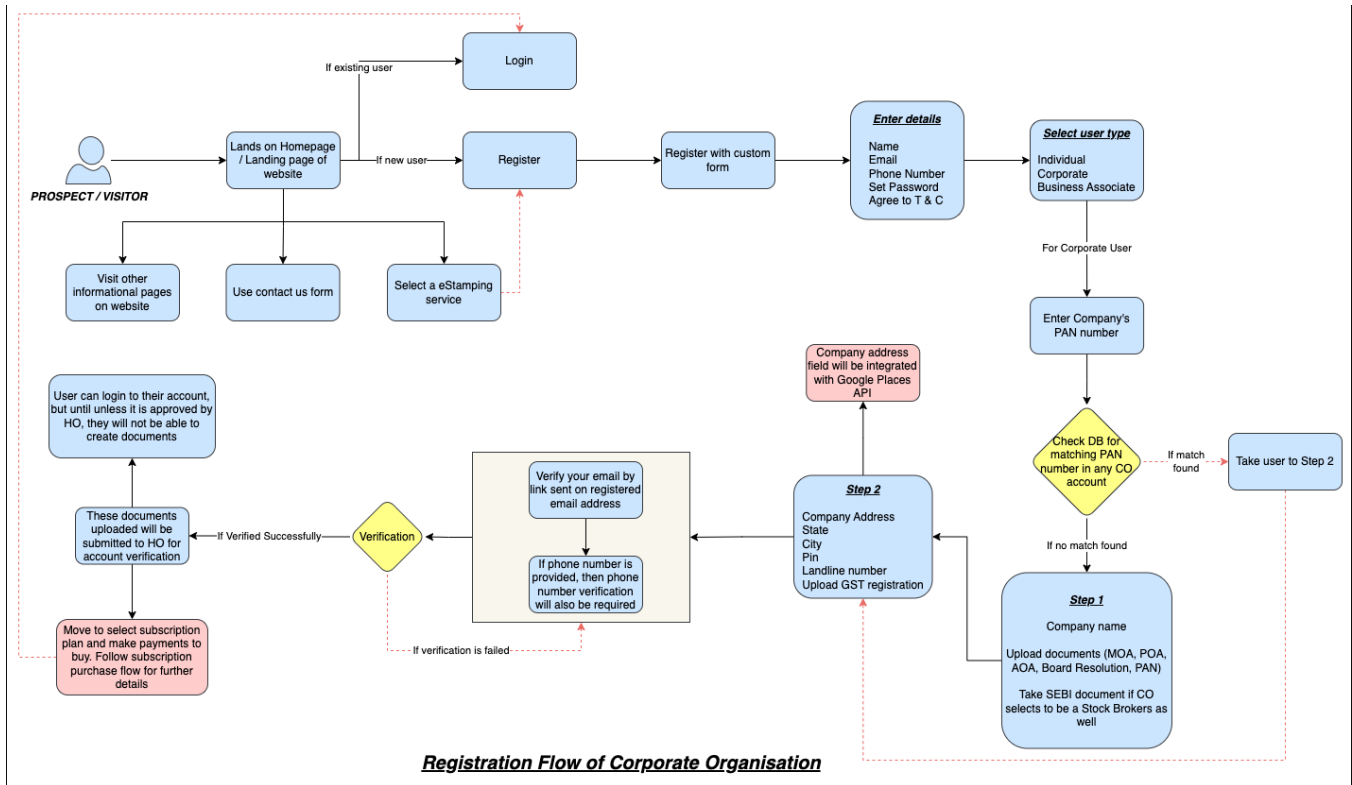 Login
If existing user
Lands on Homepage
/ Landing page of
website
If new user
Register
Register with custom
form
Enter details
Name
Email
Phone Number
Set Password
Agree to T & C
Select user type
Individual
Corporate
Business Associate
PROSPECT / VISITOR
For Corporate User
Visit other
informational pages
on website
Use contact us form
Select a eStamping
service
Enter Company's
PAN number
Company address
field will be integrated
with Google Places
API
User can login to their account,
but until unless it is approved by
HO, they will not be able to
create documents
Check DB for
matching PAN
number in any CO
account
If match
found
Take user to Step 2
Verify your email by
link sent on registered
email address
Step 2
Company Address
State
City
Pin
Landline number
Upload GST registration
These documents
uploaded will be
submitted to HO for
account verification
If Verified Successfully
Verification
If no match found
If phone number is
provided, then phone
number verification
will also be required
Step 1
Company name
Upload documents (MOA, POA,
AOA, Board Resolution, PAN)
Take SEBI document if CO
selects to be a Stock Brokers as
well
Move to select subscription
plan and make payments to
buy. Follow subscription
purchase flow for further
details
If verification is failed
Registration Flow of Corporate Organisation